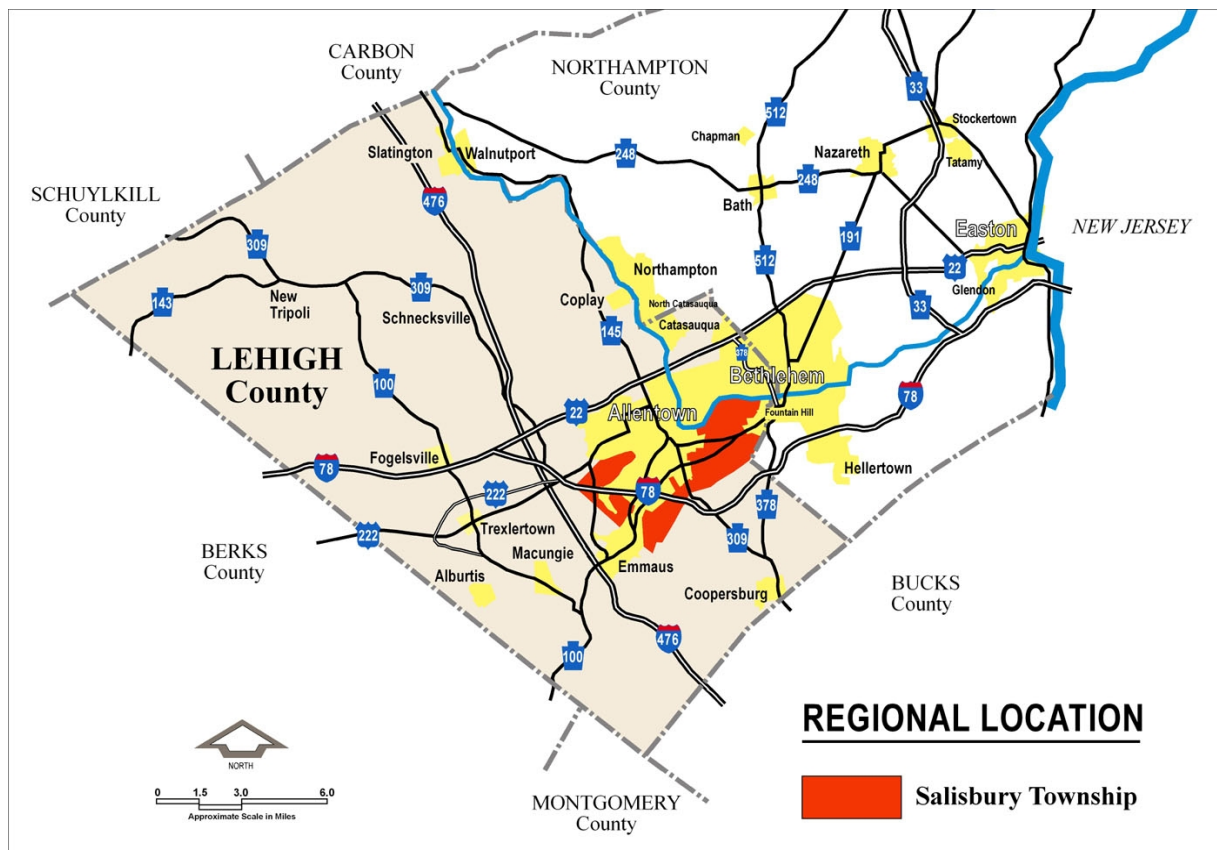 CARBON
County
NORTHAMPTON
County
33
512
Stockertown
Chapman
Slatington
Walnutport
248
Nazareth
Tatamy
248
SCHUYLKILL
County
476
Bath
191
NEW JERSEY
Easton
309
Northampton
512
22
143
New
Tripoli
309
Schnecksville
Coplay
North Catasauqua
Glendon
33
145
Catasauqua
378
LEHIGH
County
100
Bethlehem
78
22
Allentown
Fountain Hill
Fogelsville
78
Hellertown
222
78
378
222
Trexlertown
309
BERKS
County
Macungie
Emmaus
Alburtis
Coopersburg
BUCKS
County
476
100
REGIONAL LOCATION
NORTH
0 1.5 3.0 6.0
Approximate Scale in Miles
Salisbury Township
MONTGOMERY
County